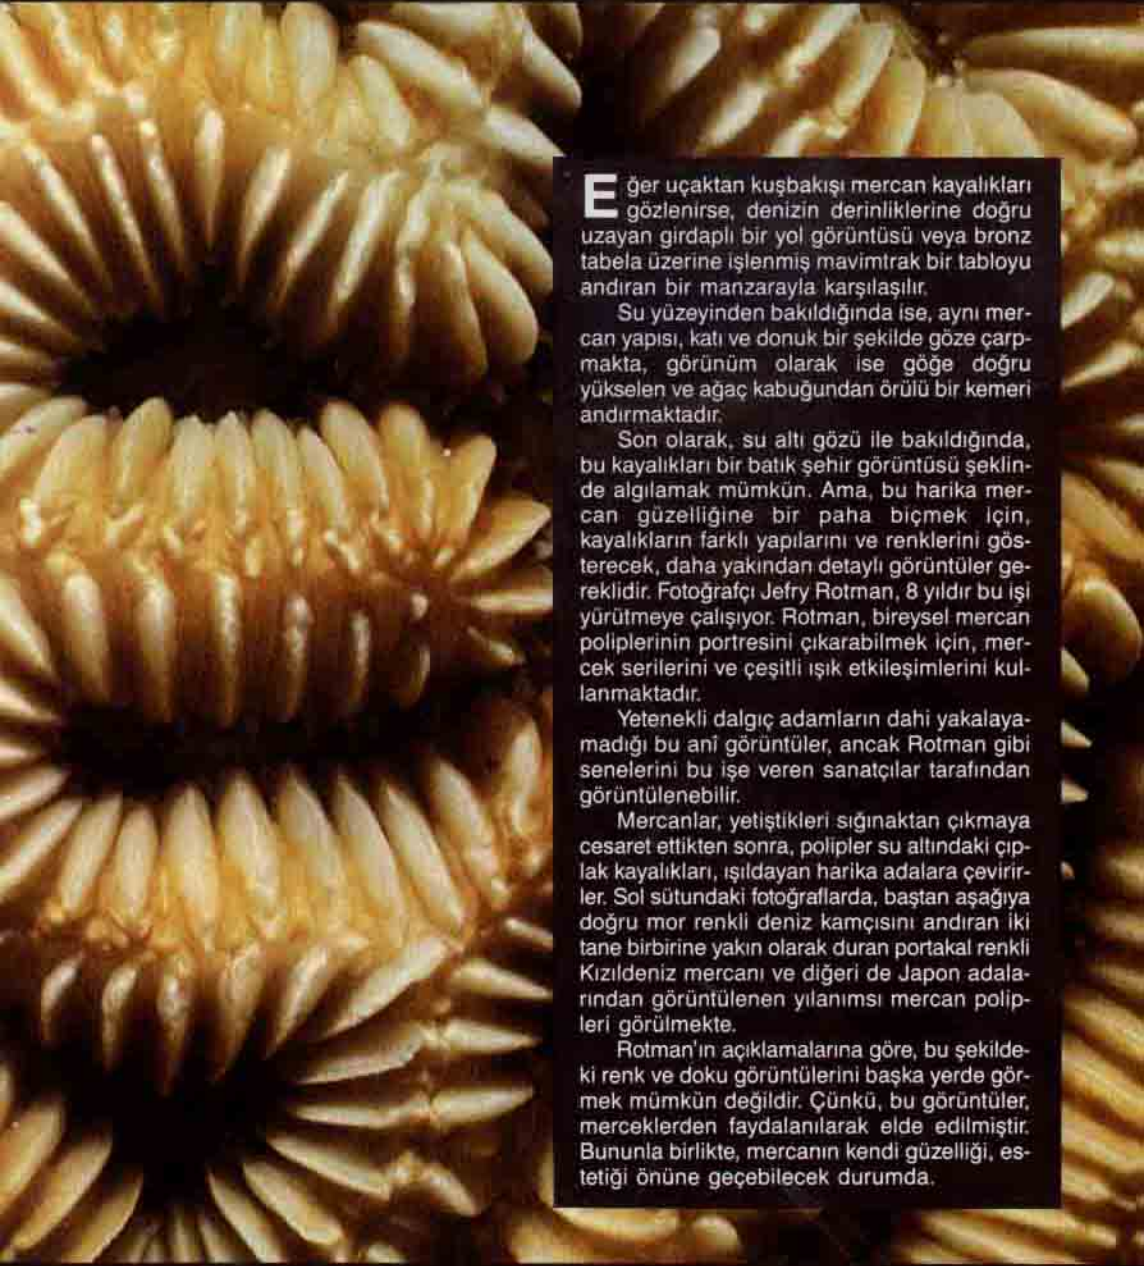 Eğer uçaktan kuşbakışı mercan kayalıkları
gözlenirse, denizin derinliklerine doğru
uzayan girdaplı bir yol görüntüsü veya bronz
tabela üzerine işlenmiş mavimtrak bir tabloyu
andıran bir manzarayla karşılaşılır.
Su yüzeyinden bakıldığında ise, aynı mer-
can yapısı, katı ve donuk bir şekilde göze çarp-
makta, görünüm olarak ise göğe doğru
yükselen ve ağaç kabuğundan örülü bir kemeri
andırmaktadır.
Son olarak, su altı gözü ile bakıldığında,
bu kayalıkları bir batık şehir görüntüsü şeklin-
de algılamak mümkün. Ama, bu harika mer-
can güzelliğine bir paha biçmek için,
kayalıkların farklı yapılarını ve renklerini gös-
terecek, daha yakından detaylı görüntüler ge-
reklidir. Fotoğrafçı Jefry Rotman, 8 yıldır bu işi
yürütmeye çalışıyor. Rotman, bireysel mercan
poliplerinin portresini çıkarabilmek için, mer-
cek serilerini ve çeşitli ışık etkileşimlerini kul-
lanmaktadır.
Yetenekli dalgıç adamların dahi yakalaya-
madığı bu anî görüntüler, ancak Rotman gibi
senelerini bu işe veren sanatçılar tarafından
görüntülenebilir.
Mercanlar, yetiştikleri sığınaktan çıkmaya
cesaret ettikten sonra, polipler su altındaki çıp-
lak kayalıkları, ışıldayan harika adalara çevirir-
ler. Sol sütundaki fotoğraflarda, baştan aşağıya
doğru mor renkli deniz kamçısını andıran iki
tane birbirine yakın olarak duran portakal renkli
Kızıldeniz mercanı ve diğeri de Japon adala-
rından görüntülenen yılanımsı mercan polip-
leri görülmekte.
Rotman'ın açıklamalarına göre, bu şekilde-
ki renk ve doku görüntülerini başka yerde gör-
mek mümkün değildir. Çünkü, bu görüntüler,
merceklerden faydalanılarak elde edilmiştir.
Bununla birlikte, mercanın kendi güzelliği, es-
tetiği önüne geçebilecek durumda.